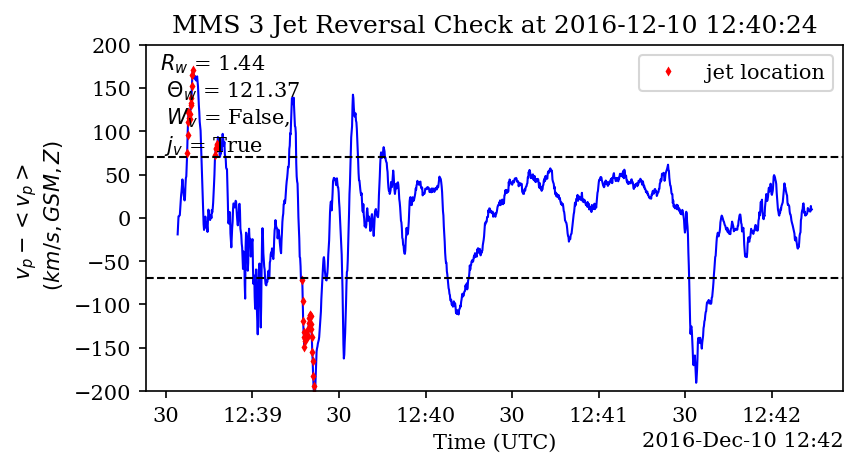 MMS 3 Jet Reversal Check at 2016-12-10 12:40:24
R_w = 1.44
Θ_w = 121.37
W_v = False,
j_v = True
jet location
v_p − < v_p >
(km/s, GSM, Z)
200
150
100
50
0
−50
−100
−150
−200
30 12:39 30 12:40 30 12:41 30 12:42
Time (UTC)
2016-Dec-10 12:42